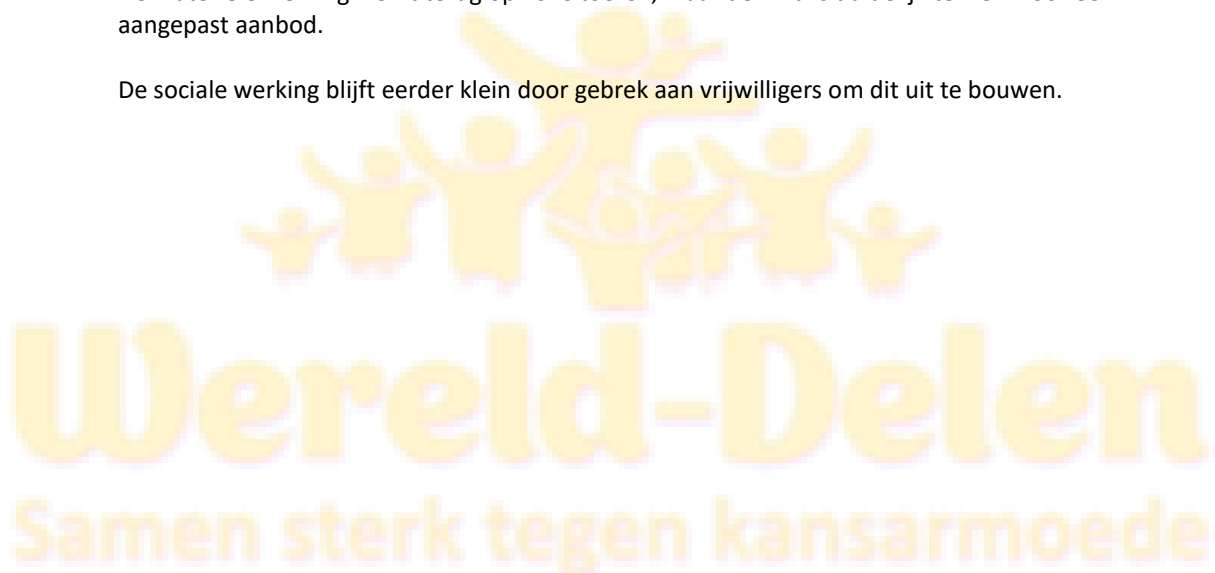 aangepast aanbod.
De sociale werking blijft eerder klein door gebrek aan vrijwilligers om dit uit te bouwen.
Wereld-Delen
Samen sterk tegen kansarmoede